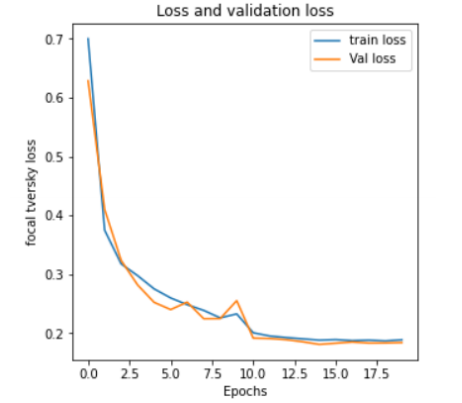 Loss and validation loss
train loss
Val loss
focal tversky loss
0.7
0.6
0.5
0.4
0.3
0.2
0.0 2.5 5.0 7.5 10.0 12.5 15.0 17.5
Epochs